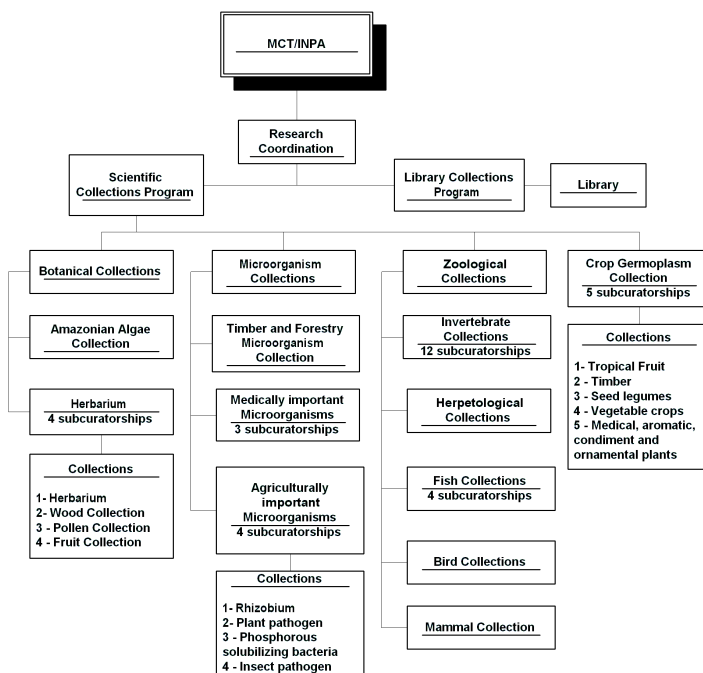 MCT/INPA
Research
Coordination
Scientific
Collections Program
Library Collections
Program
Library
Botanical Collections
Amazonian Algae
Collection
Herbarium
4 subcuratorships
Collections
1- Herbarium
2- Wood Collection
3 - Pollen Collection
4 - Fruit Collection
Microorganism
Collections
Timber and Forestry
Microorganism
Collection
Medically important
Microorganisms
3 subcuratorships
Agriculturally
important
Microorganisms
4 subcuratorships
Collections
1- Rhizobium
2- Plant pathogen
3 - Phosphorous
solubilizing bacteria
4 - Insect pathogen
Zoological
Collections
Invertebrate
Collections
12 subcuratorships
Herpetological
Collections
Fish Collections
4 subcuratorships
Bird Collections
Mammal Collection
Crop Germoplasm
Collection
5 subcuratorships
Collections
1- Tropical Fruit
2 - Timber
3 - Seed legumes
4 - Vegetable crops
5 - Medical, aromatic,
condiment and
ornamental plants